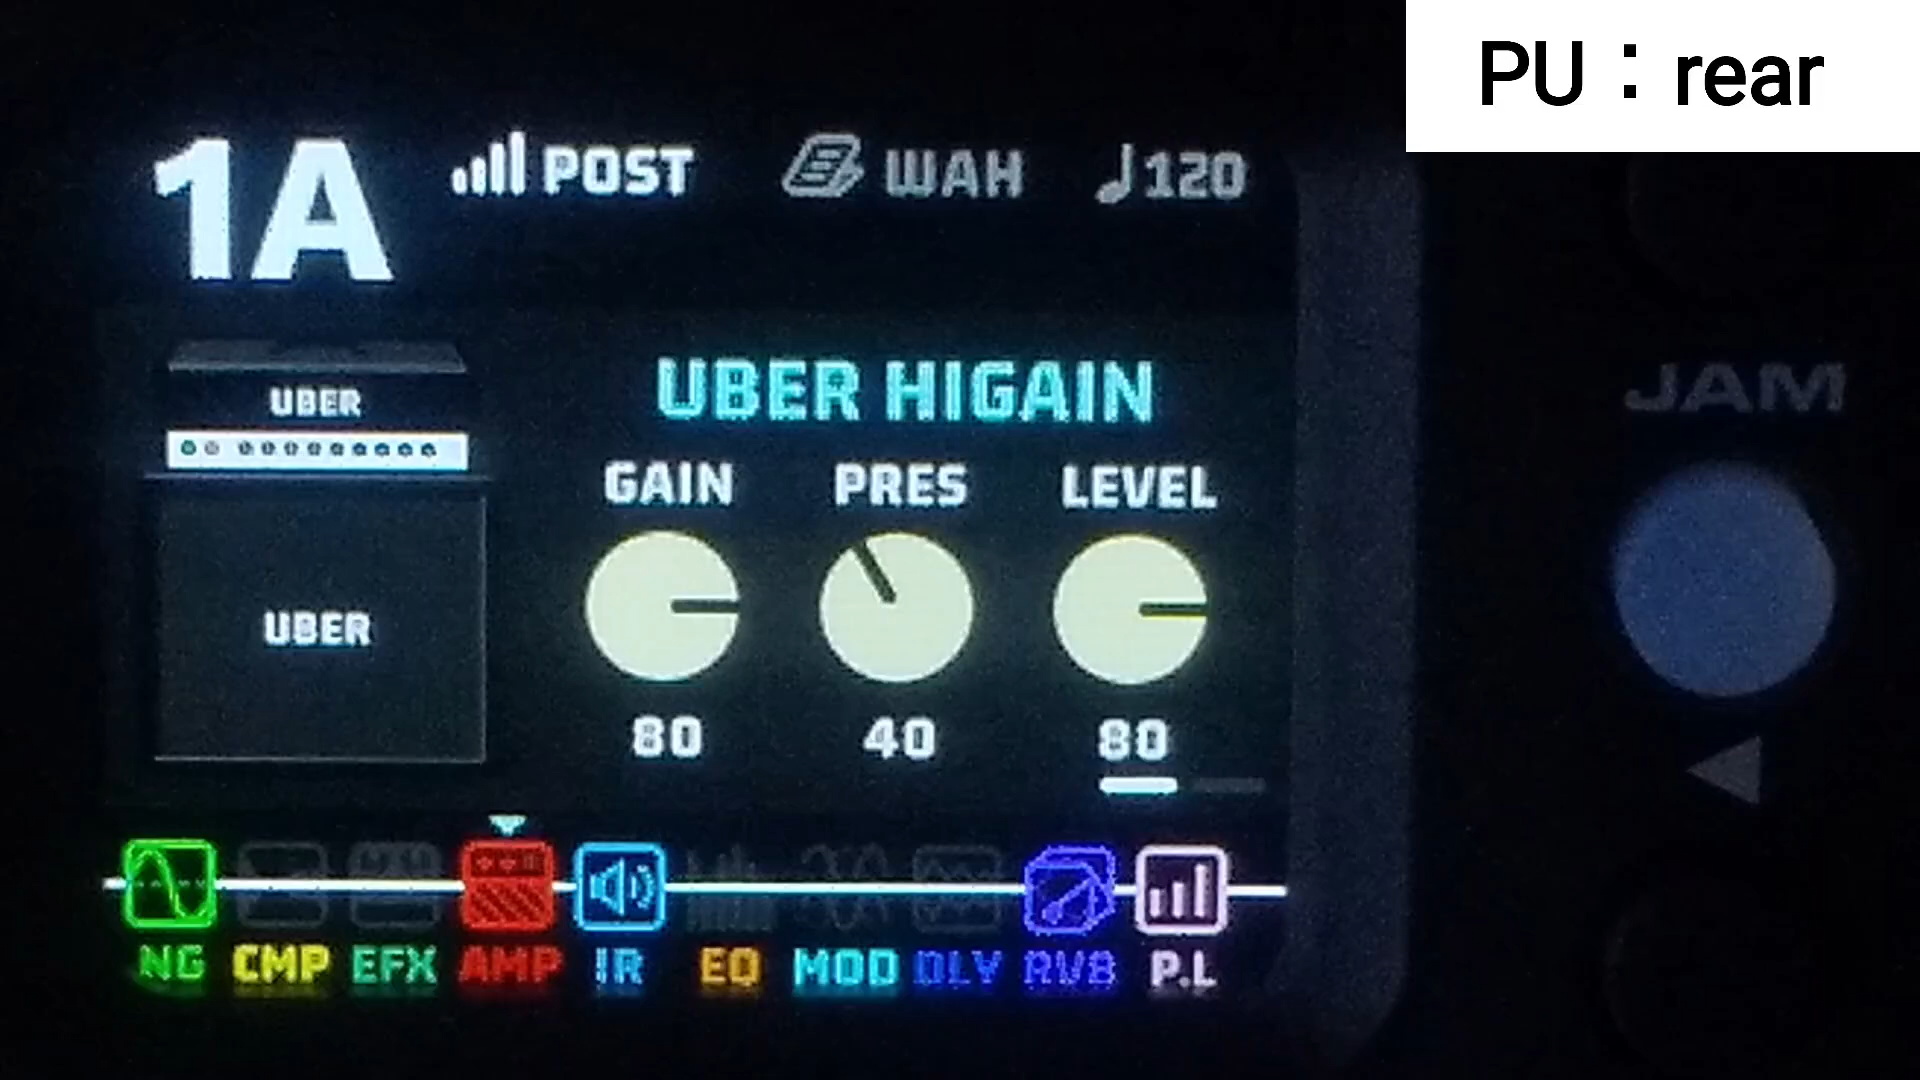 PU：rear
1A POST WAH 120
JAM
UBER HIGAIN
UBER
GAIN PRES LEVEL
UBER
80 40 80
NG CMP EFX AMP IR EQ MOD DLY RVB P.L